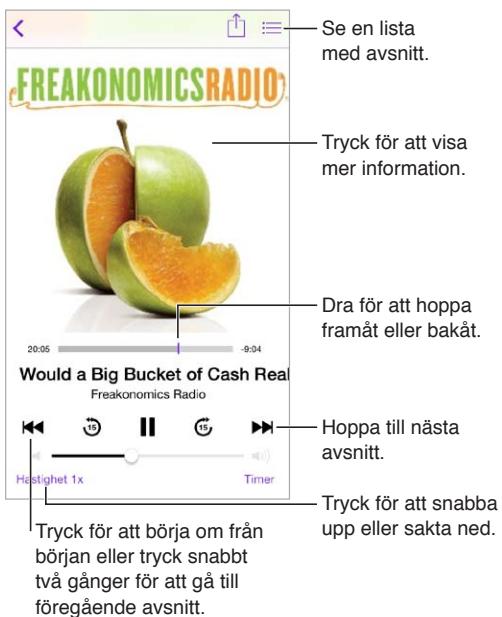 Se en lista
med avsnitt.
FREAKONOMICSRADIO
Tryck för att visa
mer information.
Dra för att hoppa
framåt eller bakåt.
20:05 -9:04
Would a Big Bucket of Cash Real
Freakonomics Radio
15 15
Hoppa till nästa
avsnitt.
Hastighet 1x Timer
Tryck för att snabba
upp eller sakta ned.
Tryck för att börja om från
början eller tryck snabbt
två gånger för att gå till
föregående avsnitt.